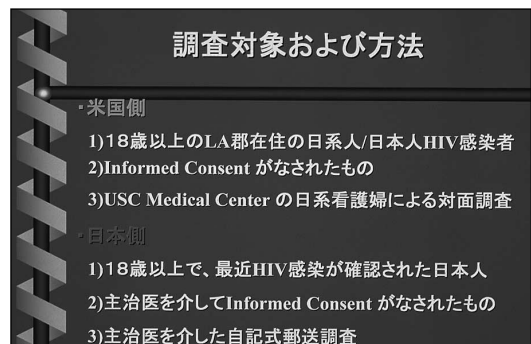 調査対象および方法
・米国側
1)18歳以上のLA郡在住の日系人/日本人HIV感染者
2)Informed Consent がなされたもの
3)USC Medical Center の日系看護婦による対面調査
・日本側
1)18歳以上で、最近HIV感染が確認された日本人
2)主治医を介してInformed Consent がなされたもの
3)主治医を介した自記式郵送調査